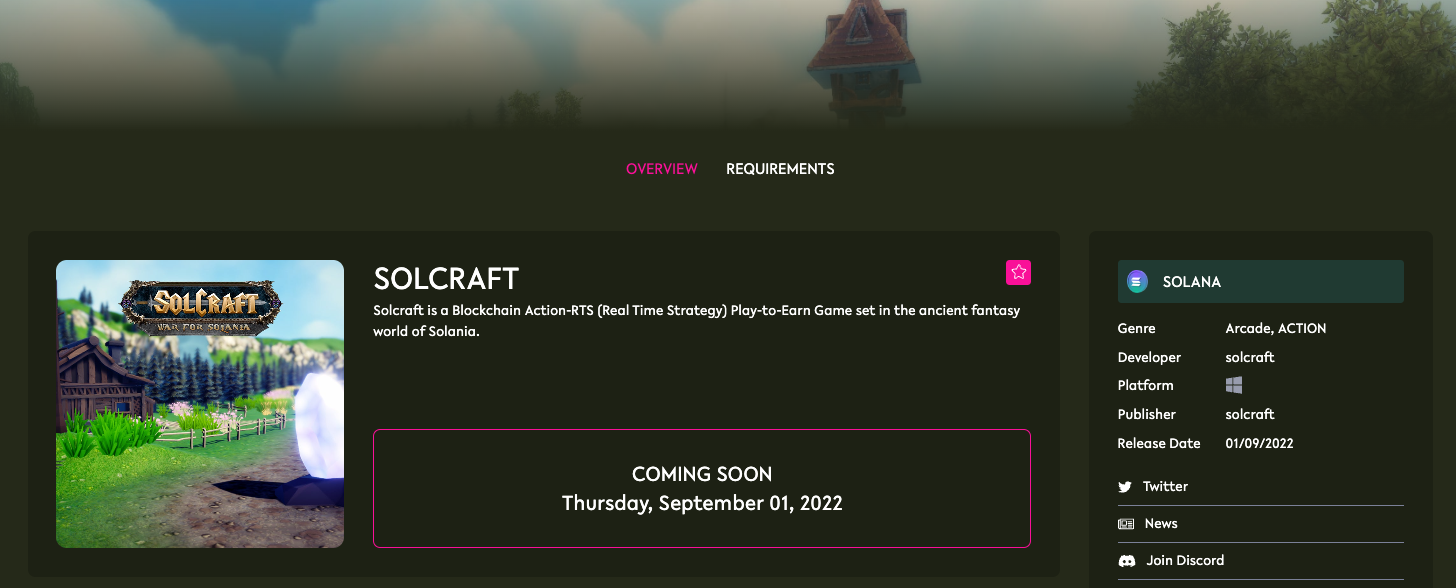 OVERVIEW
REQUIREMENTS
SOLCRAFT
WAR FOR SOLANIA
SOLCRAFT
Solcraft is a Blockchain Action-RTS (Real Time Strategy) Play-to-Earn Game set in the ancient fantasy
world of Solania.
COMING SOON
Thursday, September 01, 2022
SOLANA
Genre Arcade, ACTION
Developer solcraft
Platform
Publisher solcraft
Release Date 01/09/2022
Twitter
News
Join Discord